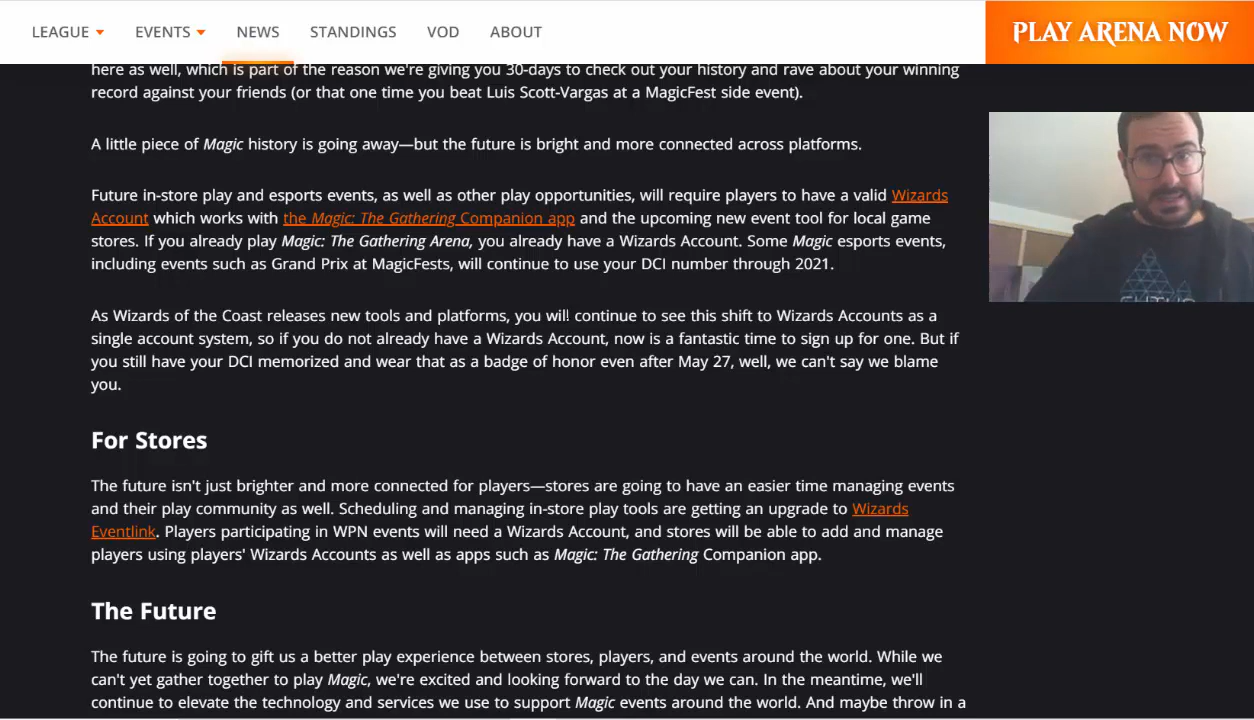 LEAGUE EVENTS NEWS STANDINGS VOD ABOUT PLAY ARENA NOW
here as well, which is part of the reason we're giving you 30-days to check out your history and rave about your winning
record against your friends (or that one time you beat Luis Scott-Vargas at a MagicFest side event).
A little piece of Magic history is going away—but the future is bright and more connected across platforms.
Future in-store play and esports events, as well as other play opportunities, will require players to have a valid Wizards
Account which works with the Magic: The Gathering Companion app and the upcoming new event tool for local game
stores. If you already play Magic: The Gathering Arena, you already have a Wizards Account. Some Magic esports events,
including events such as Grand Prix at MagicFests, will continue to use your DCI number through 2021.
As Wizards of the Coast releases new tools and platforms, you will continue to see this shift to Wizards Accounts as a
single account system, so if you do not already have a Wizards Account, now is a fantastic time to sign up for one. But if
you still have your DCI memorized and wear that as a badge of honor even after May 27, well, we can't say we blame
you.
For Stores
The future isn't just brighter and more connected for players—stores are going to have an easier time managing events
and their play community as well. Scheduling and managing in-store play tools are getting an upgrade to Wizards
Eventlink. Players participating in WPN events will need a Wizards Account, and stores will be able to add and manage
players using players' Wizards Accounts as well as apps such as Magic: The Gathering Companion app.
The Future
The future is going to gift us a better play experience between stores, players, and events around the world. While we
can't yet gather together to play Magic, we're excited and looking forward to the day we can. In the meantime, we'll
continue to elevate the technology and services we use to support Magic events around the world. And maybe throw in a